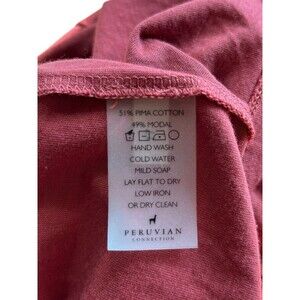 51% PIMA COTTON
49% MODAL
HAND WASH
COLD WATER
MILD SOAP
LAY FLAT TO DRY
LOW IRON
OR DRY CLEAN
PERUVIAN
CONNECTION